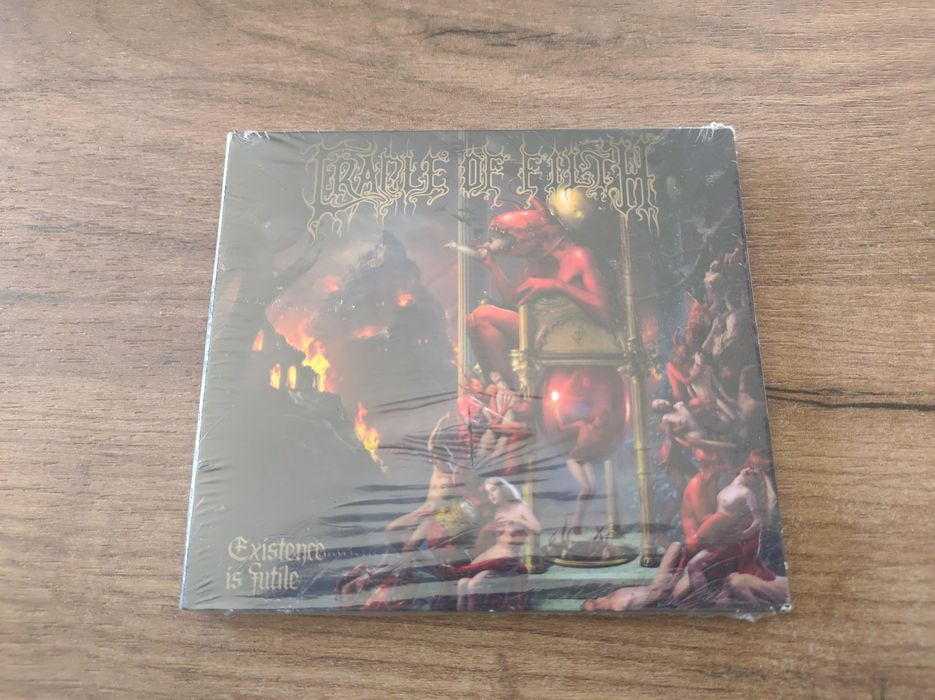 CRADLE OF FILTH
Existence
is futile